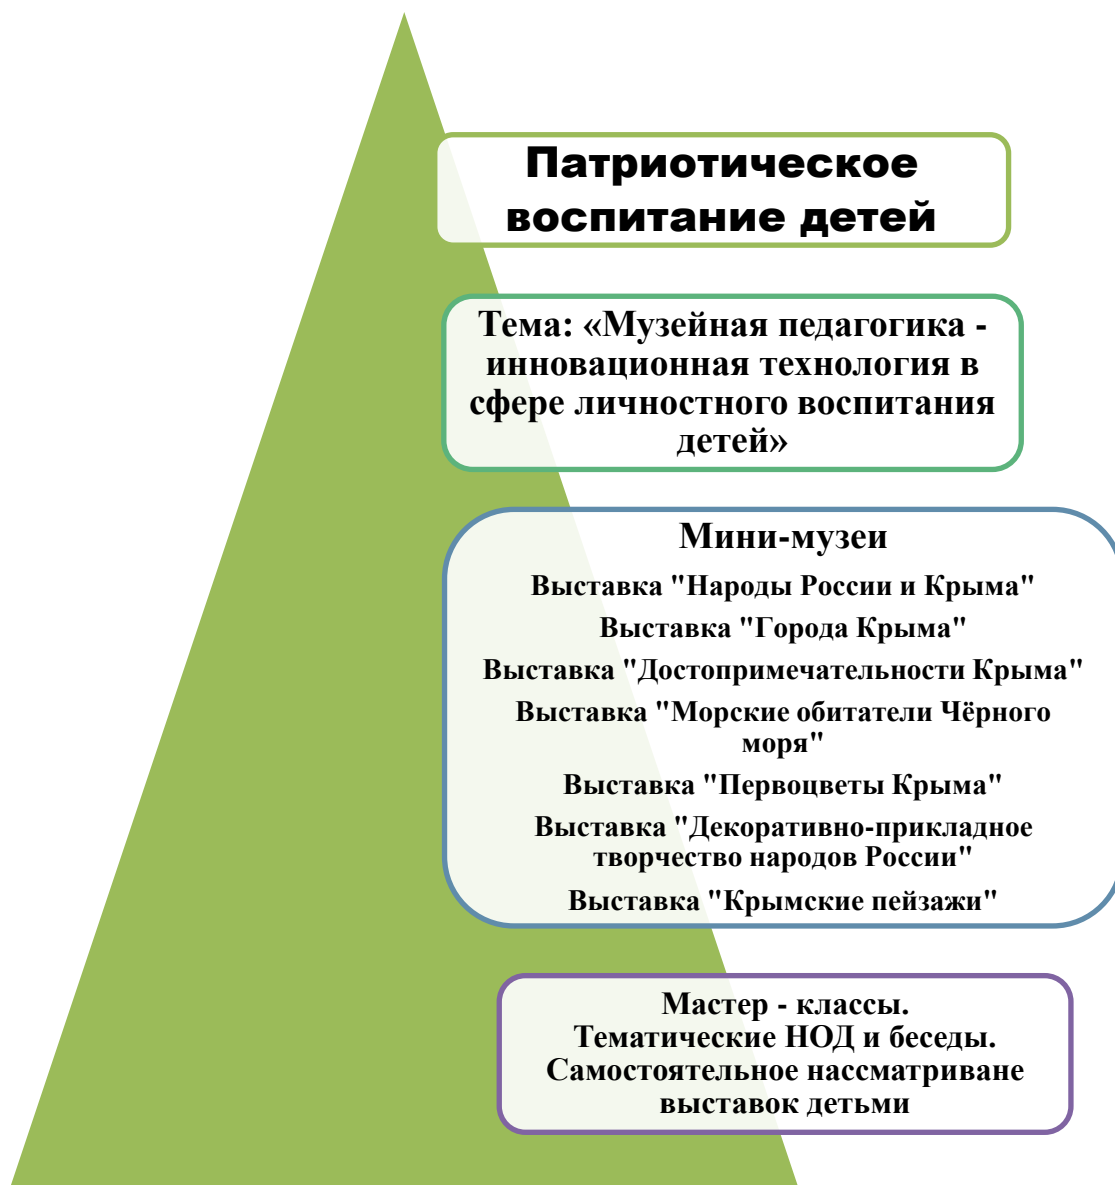 Патриотическое
воспитание детей
Тема: «Музейная педагогика -
инновационная технология в
сфере личностного воспитания
детей»
Мини-музеи
Выставка "Народы России и Крыма"
Выставка "Города Крыма"
Выставка "Достопримечательности Крыма"
Выставка "Морские обитатели Чёрного
моря"
Выставка "Первоцветы Крыма"
Выставка "Декоративно-прикладное
творчество народов России"
Выставка "Крымские пейзажи"
Мастер - классы.
Тематические НОД и беседы.
Самостоятельное нассматриване
выставок детьми